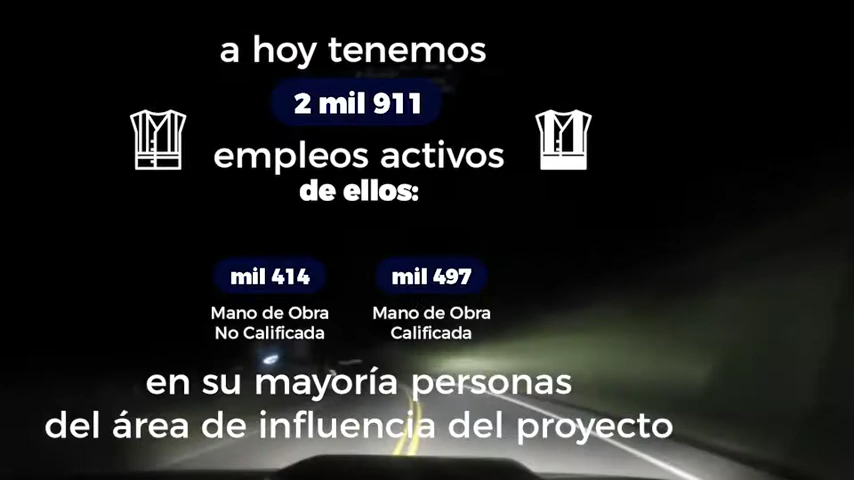 a hoy tenemos
2 mil 911
empleos activos
de ellos:
mil 414 mil 497
Mano de Obra Mano de Obra
No Calificada Calificada
en su mayoría personas
del área de influencia del proyecto